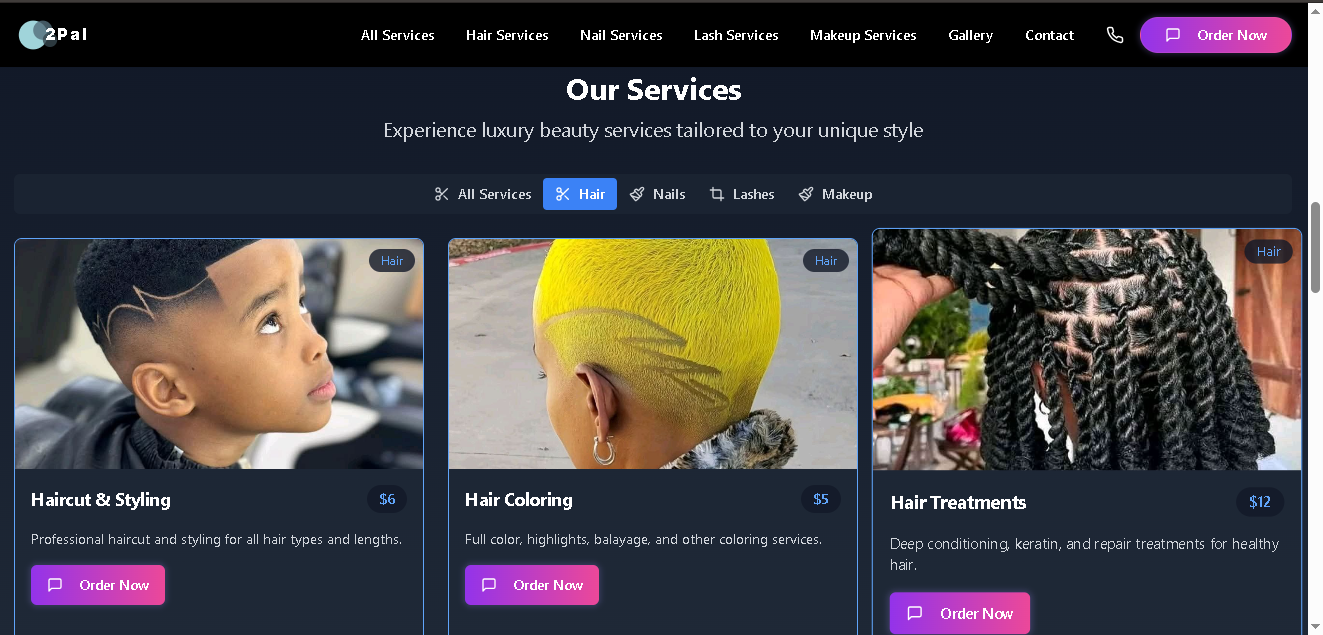 2Pal
All Services Hair Services Nail Services Lash Services Makeup Services Gallery Contact Order Now
Our Services
Experience luxury beauty services tailored to your unique style
All Services Hair Nails Lashes Makeup
Hair
Hair
Hair
Haircut & Styling $6
Professional haircut and styling for all hair types and lengths.
Order Now
Hair Coloring $5
Full color, highlights, balayage, and other coloring services.
Order Now
Hair Treatments $12
Deep conditioning, keratin, and repair treatments for healthy
hair.
Order Now